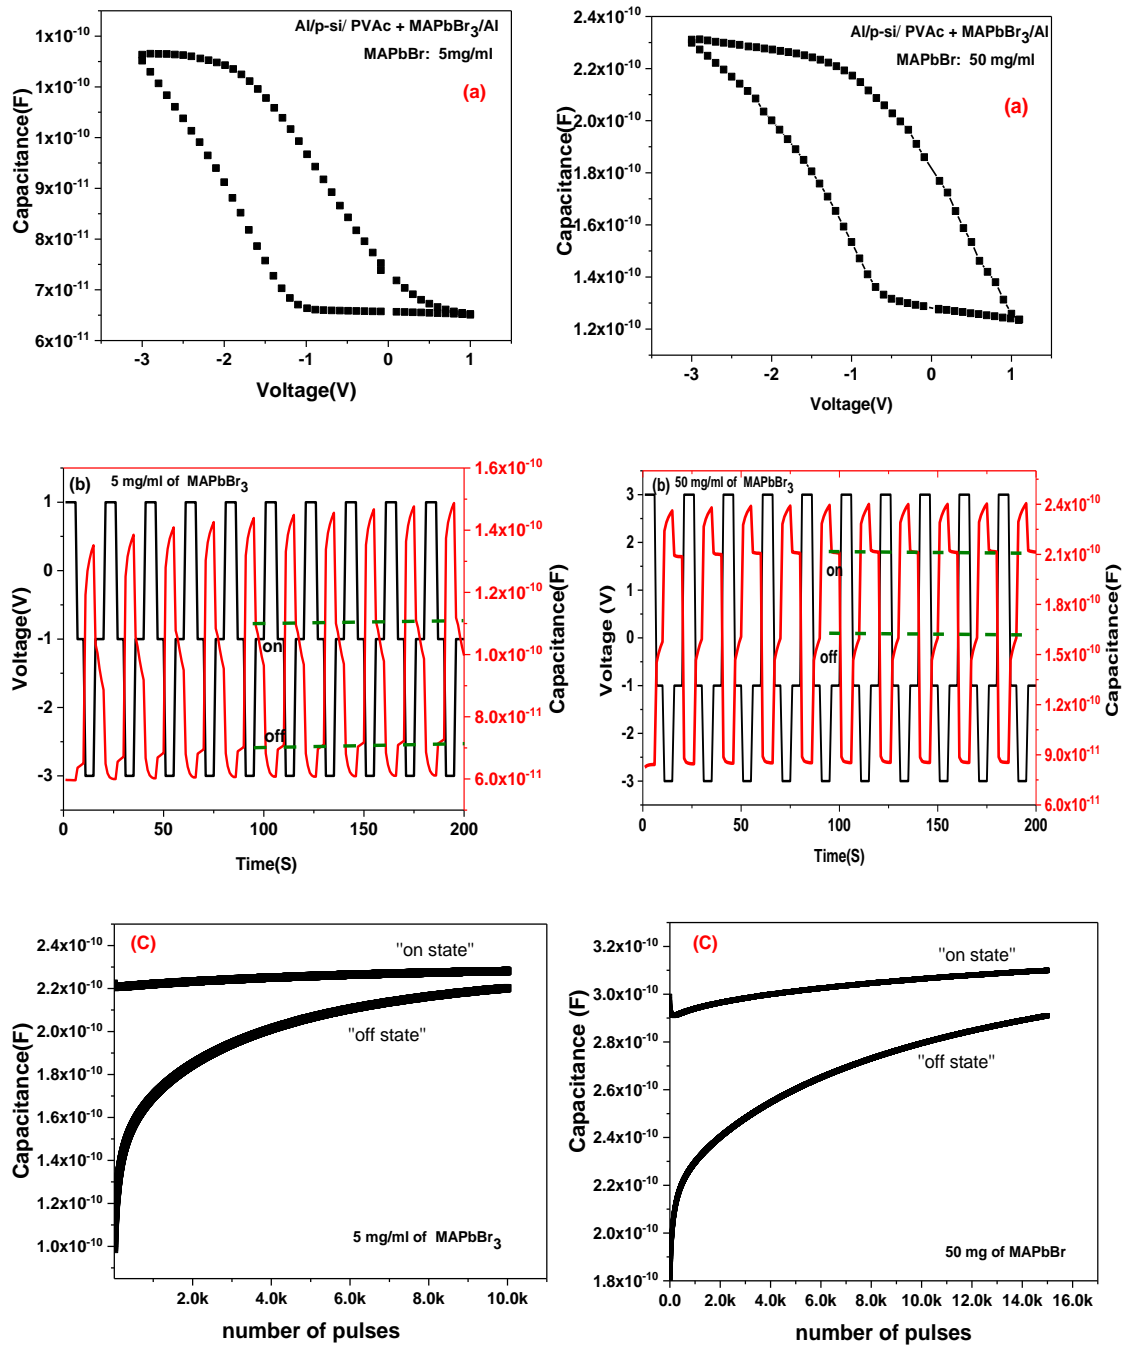 Al/p-si/ PVAc + MAPbBr₃/Al
MAPbBr: 5mg/ml
(a)
1x10⁻¹⁰
1x10⁻¹⁰
1x10⁻¹⁰
9x10⁻¹¹
8x10⁻¹¹
7x10⁻¹¹
6x10⁻¹¹
Capacitance(F)
-3 -2 -1 0 1
Voltage(V)
Al/p-si/ PVAc + MAPbBr₃/Al
MAPbBr: 50 mg/ml
(a)
2.4x10⁻¹⁰
2.2x10⁻¹⁰
2.0x10⁻¹⁰
1.8x10⁻¹⁰
1.6x10⁻¹⁰
1.4x10⁻¹⁰
1.2x10⁻¹⁰
Capacitance(F)
-3 -2 -1 0 1
Voltage(V)
(b) 5 mg/ml of MAPbBr₃
1
0
-1
-2
-3
Voltage(V)
on
off
1.6x10⁻¹⁰
1.4x10⁻¹⁰
1.2x10⁻¹⁰
1.0x10⁻¹⁰
8.0x10⁻¹¹
6.0x10⁻¹¹
Capacitance(F)
0 50 100 150 200
Time(S)
(b) 50 mg/ml of MAPbBr₃
3
2
1
0
-1
-2
-3
Voltage (V)
on
off
2.4x10⁻¹⁰
2.1x10⁻¹⁰
1.8x10⁻¹⁰
1.5x10⁻¹⁰
1.2x10⁻¹⁰
9.0x10⁻¹¹
6.0x10⁻¹¹
Capacitance(F)
0 50 100 150 200
Time(S)
(C)
"on state"
"off state"
5 mg/ml of MAPbBr₃
2.4x10⁻¹⁰
2.2x10⁻¹⁰
2.0x10⁻¹⁰
1.8x10⁻¹⁰
1.6x10⁻¹⁰
1.4x10⁻¹⁰
1.2x10⁻¹⁰
1.0x10⁻¹⁰
Capacitance(F)
2.0k 4.0k 6.0k 8.0k 10.0k
number of pulses
(C)
"on state"
"off state"
50 mg of MAPbBr
3.2x10⁻¹⁰
3.0x10⁻¹⁰
2.8x10⁻¹⁰
2.6x10⁻¹⁰
2.4x10⁻¹⁰
2.2x10⁻¹⁰
2.0x10⁻¹⁰
1.8x10⁻¹⁰
Capacitance (F)
0.0 2.0k 4.0k 6.0k 8.0k 10.0k 12.0k 14.0k 16.0k
number of pulses